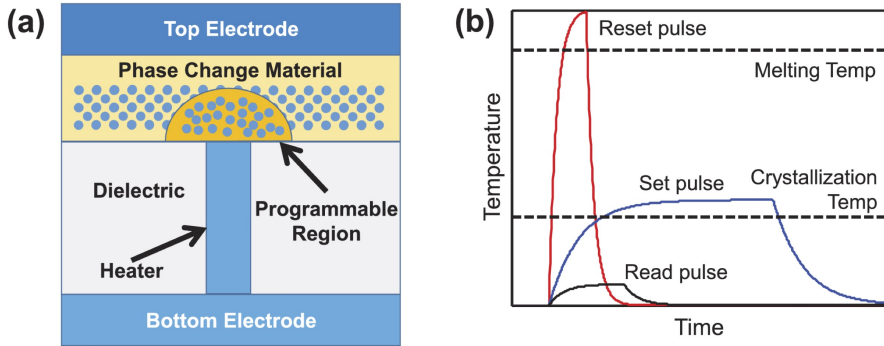 (a)
Top Electrode
Phase Change Material
Dielectric
Programmable
Region
Heater
Bottom Electrode
(b)
Reset pulse
Melting Temp
Set pulse
Crystallization
Temp
Read pulse
Temperature
Time